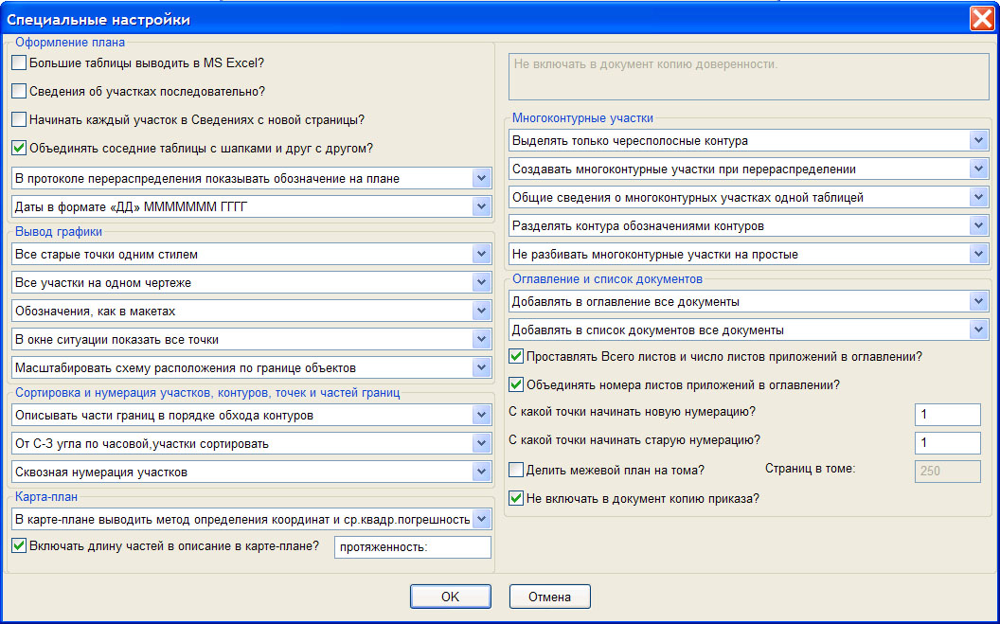 Специальные настройки
Оформление плана
Большие таблицы выводить в MS Excel?
Сведения об участках последовательно?
Начинать каждый участок в Сведениях с новой страницы?
Объединять соседние таблицы с шапками и друг с другом?
В протоколе перераспределения показывать обозначение на плане
Даты в формате «ДД» МММММММ ГГГГ
Вывод графики
Все старые точки одним стилем
Все участки на одном чертеже
Обозначения, как в макетах
В окне ситуации показать все точки
Масштабировать схему расположения по границе объектов
Сортировка и нумерация участков, контуров, точек и частей границ
Описывать части границ в порядке обхода контуров
От С-З угла по часовой,участки сортировать
Сквозная нумерация участков
Карта-план
В карте-плане выводить метод определения координат и ср.квадр.погрешность
Включать длину частей в описание в карте-плане?
протяженность:
Не включать в документ копию доверенности.
Многоконтурные участки
Выделять только чересполосные контура
Создавать многоконтурные участки при перераспределении
Общие сведения о многоконтурных участках одной таблицей
Разделять контура обозначениями контуров
Не разбивать многоконтурные участки на простые
Оглавление и список документов
Добавлять в оглавление все документы
Добавлять в список документов все документы
Проставлять Всего листов и число листов приложений в оглавлении?
Объединять номера листов приложений в оглавлении?
С какой точки начинать новую нумерацию?
1
С какой точки начинать старую нумерацию?
1
Делить межевой план на тома?
Страниц в томе:
250
Не включать в документ копию приказа?
OK
Отмена